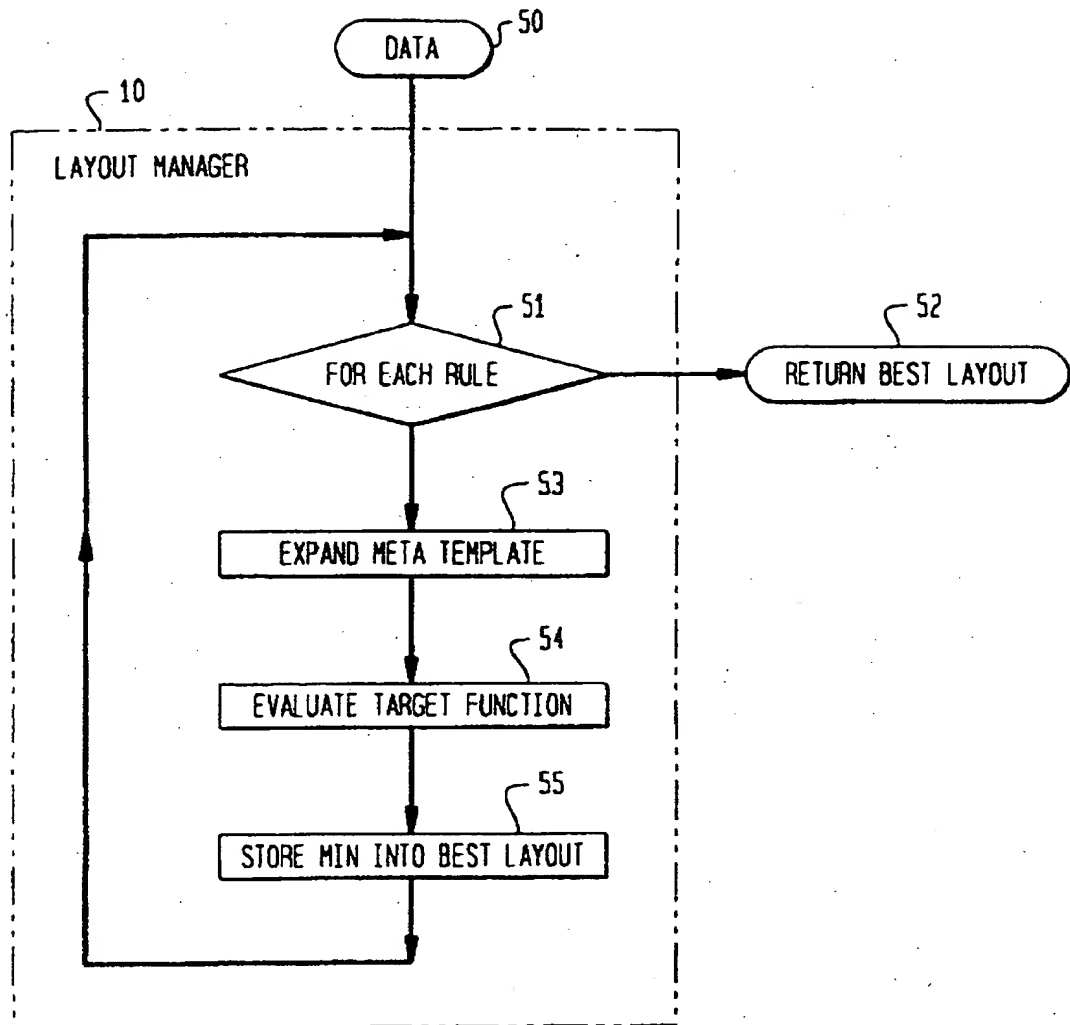 50
DATA
10
LAYOUT MANAGER
51
FOR EACH RULE
52
RETURN BEST LAYOUT
53
EXPAND META TEMPLATE
54
EVALUATE TARGET FUNCTION
55
STORE MIN INTO BEST LAYOUT